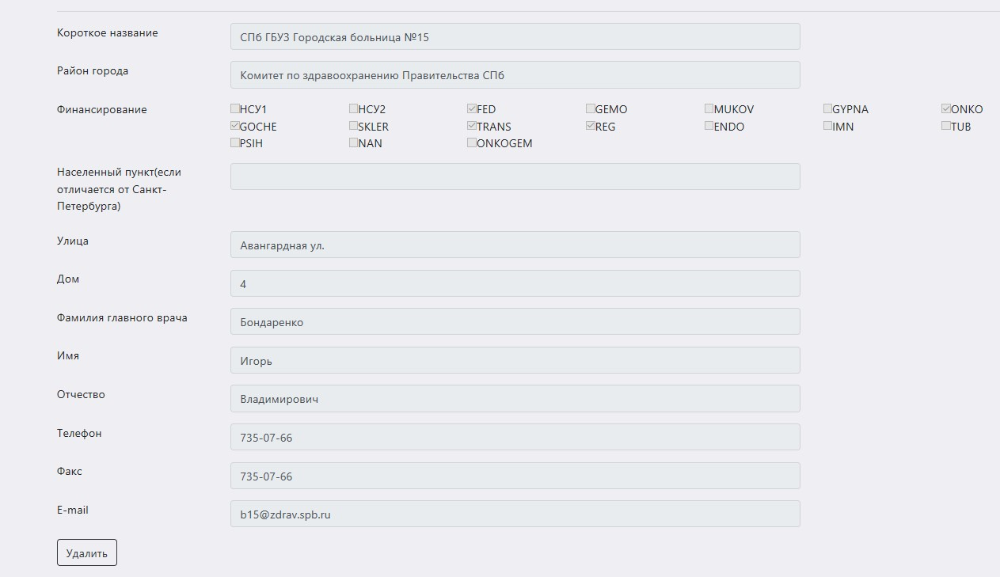 Короткое название СПб ГБУЗ Городская больница №15
Район города Комитет по здравоохранению Правительства СПб
Финансирование НСУ1 НСУ2 FED GEMO MUKOV GYPNA ONKO
GOCHE SKLER TRANS REG ENDO IMN TUB
PSIH NAN ONKOGEM
Населенный пункт(если
отличается от Санкт-
Петербурга)
Улица Авангардная ул.
Дом 4
Фамилия главного врача Бондаренко
Имя Игорь
Отчество Владимирович
Телефон 735-07-66
Факс 735-07-66
E-mail b15@zdrav.spb.ru
Удалить